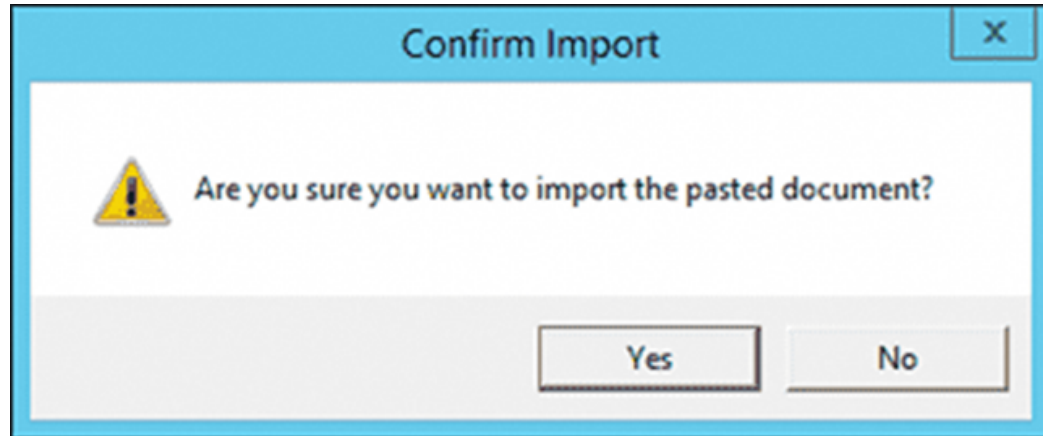 Confirm Import
x
Are you sure you want to import the pasted document?
Yes No